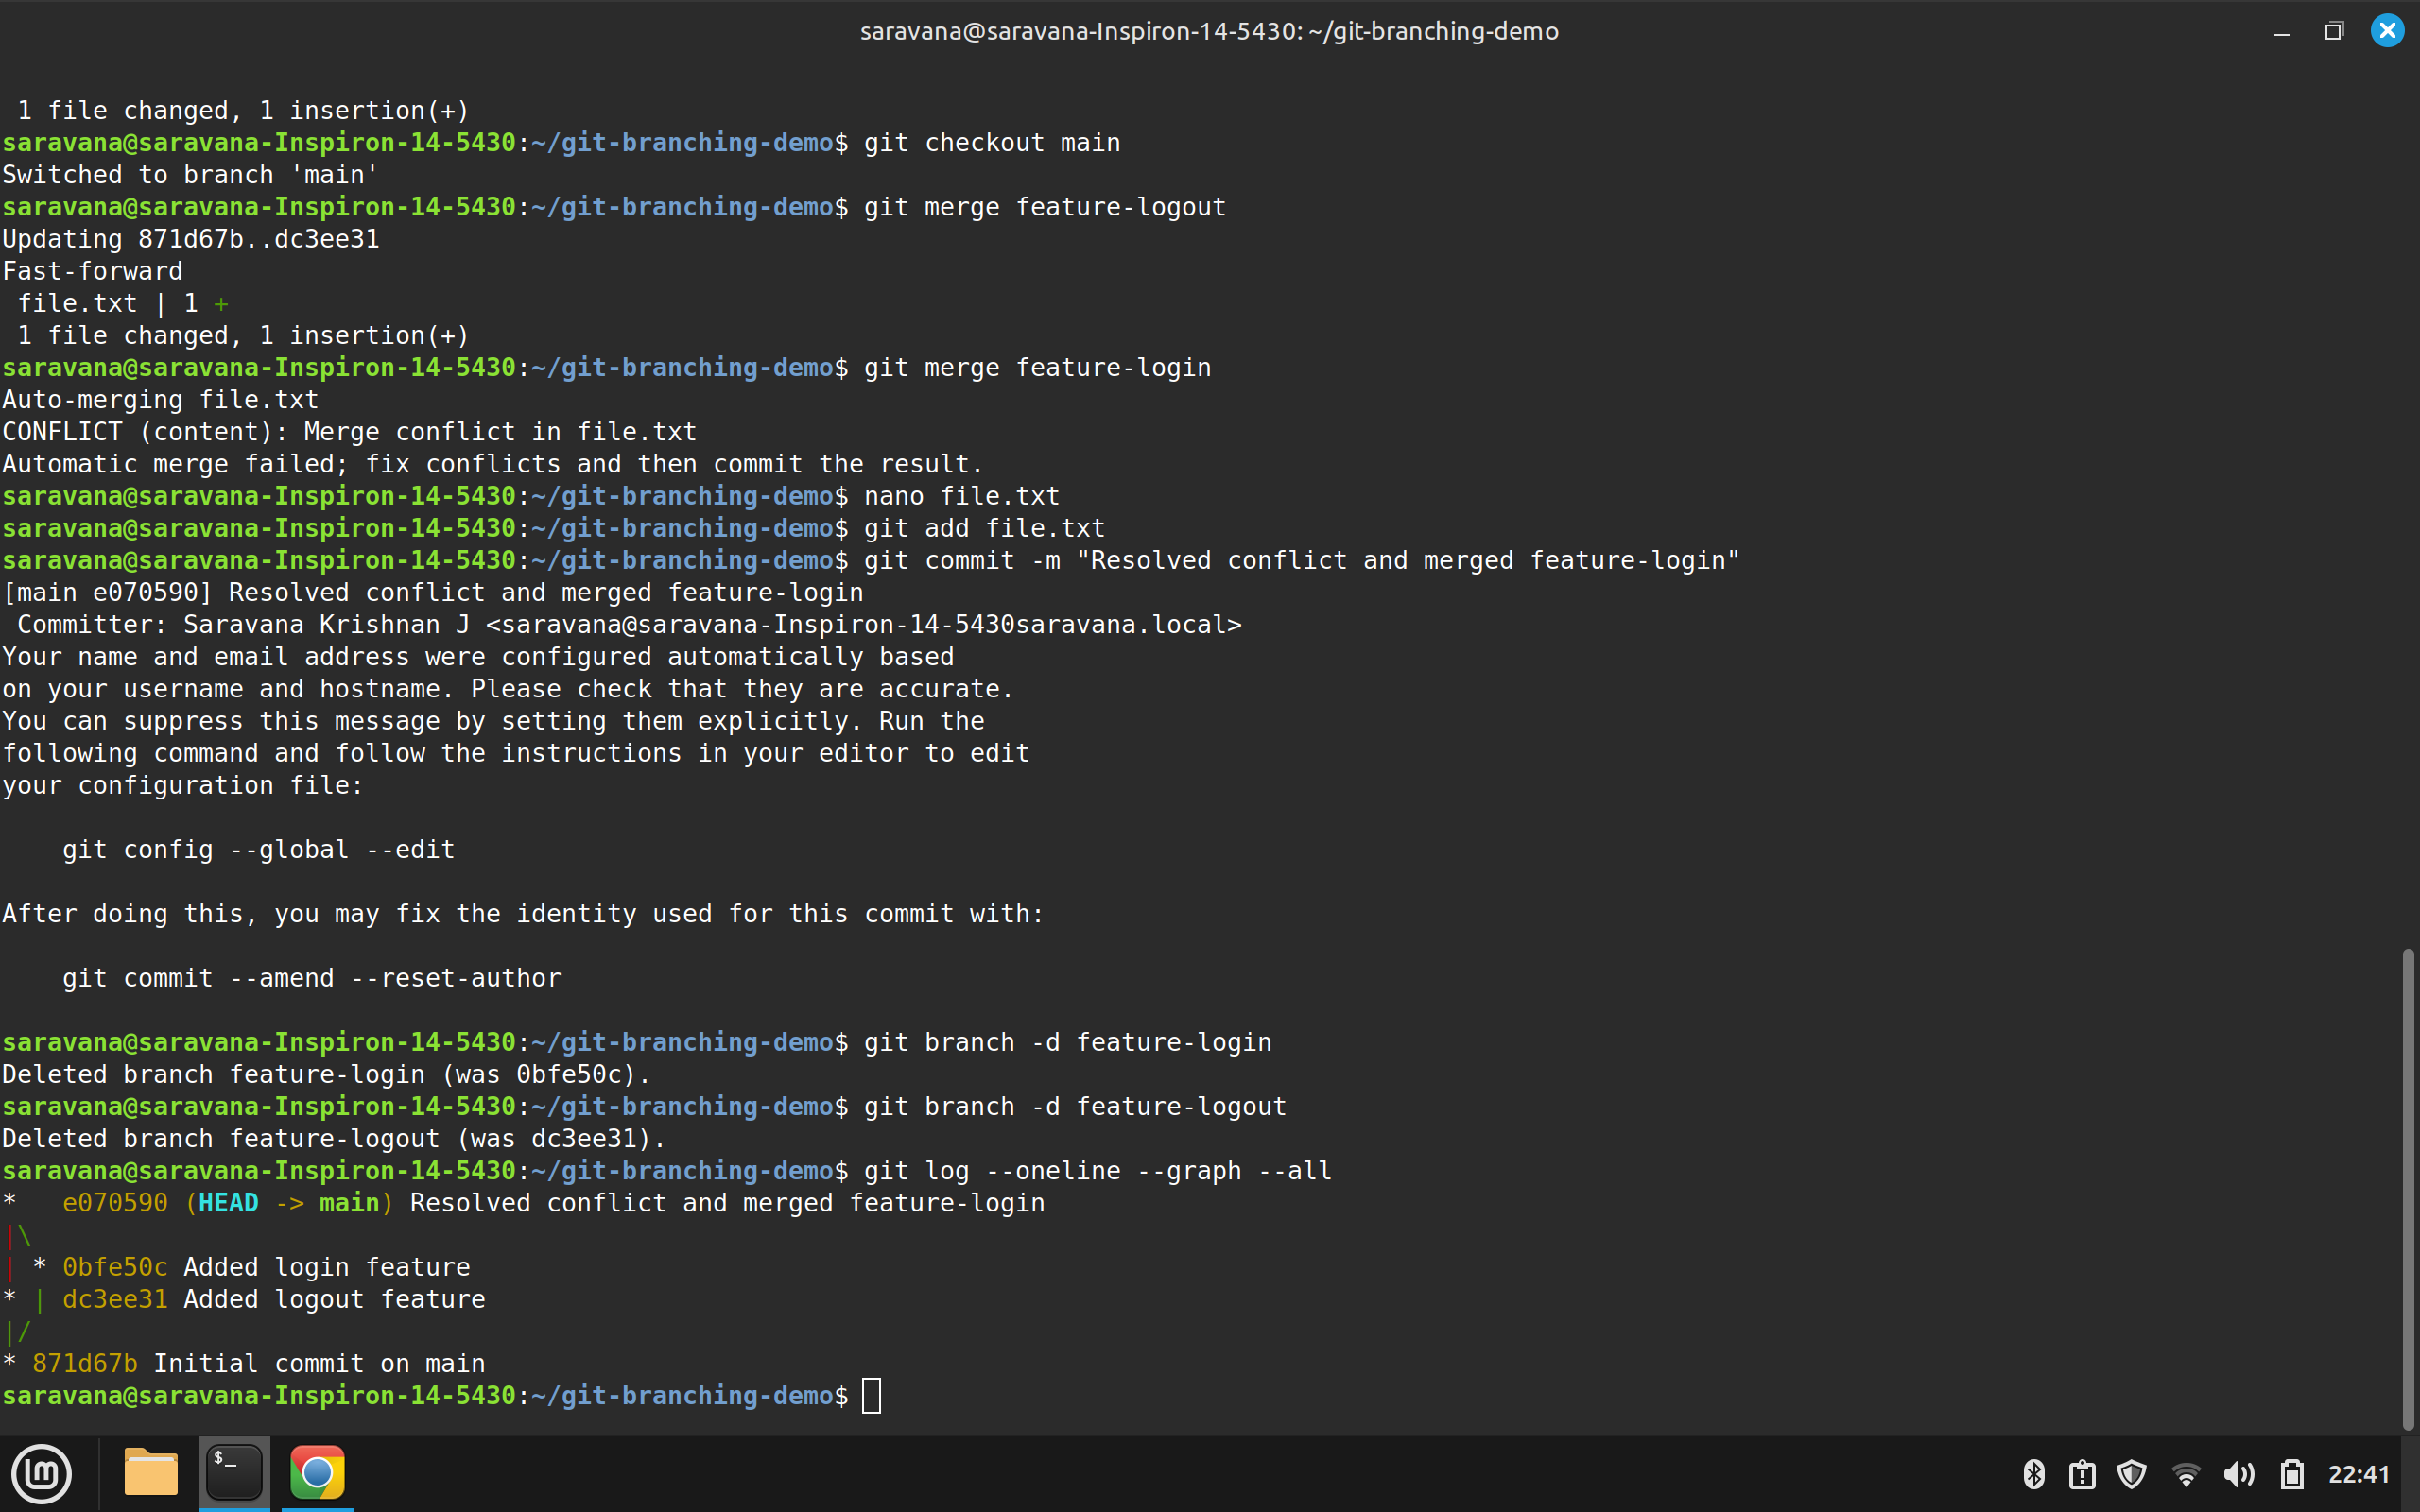 saravana@saravana-Inspiron-14-5430: ~/git-branching-demo
 1 file changed, 1 insertion(+)
saravana@saravana-Inspiron-14-5430:~/git-branching-demo$ git checkout main
Switched to branch 'main'
saravana@saravana-Inspiron-14-5430:~/git-branching-demo$ git merge feature-logout
Updating 871d67b..dc3ee31
Fast-forward
 file.txt | 1 +
 1 file changed, 1 insertion(+)
saravana@saravana-Inspiron-14-5430:~/git-branching-demo$ git merge feature-login
Auto-merging file.txt
CONFLICT (content): Merge conflict in file.txt
Automatic merge failed; fix conflicts and then commit the result.
saravana@saravana-Inspiron-14-5430:~/git-branching-demo$ nano file.txt
saravana@saravana-Inspiron-14-5430:~/git-branching-demo$ git add file.txt
saravana@saravana-Inspiron-14-5430:~/git-branching-demo$ git commit -m "Resolved conflict and merged feature-login"
[main e070590] Resolved conflict and merged feature-login
 Committer: Saravana Krishnan J <saravana@saravana-Inspiron-14-5430saravana.local>
Your name and email address were configured automatically based
on your username and hostname. Please check that they are accurate.
You can suppress this message by setting them explicitly. Run the
following command and follow the instructions in your editor to edit
your configuration file:

    git config --global --edit

After doing this, you may fix the identity used for this commit with:

    git commit --amend --reset-author

saravana@saravana-Inspiron-14-5430:~/git-branching-demo$ git branch -d feature-login
Deleted branch feature-login (was 0bfe50c).
saravana@saravana-Inspiron-14-5430:~/git-branching-demo$ git branch -d feature-logout
Deleted branch feature-logout (was dc3ee31).
saravana@saravana-Inspiron-14-5430:~/git-branching-demo$ git log --oneline --graph --all
*   e070590 (HEAD -> main) Resolved conflict and merged feature-login
|\
| * 0bfe50c Added login feature
* | dc3ee31 Added logout feature
|/
* 871d67b Initial commit on main
saravana@saravana-Inspiron-14-5430:~/git-branching-demo$
$_
22:41